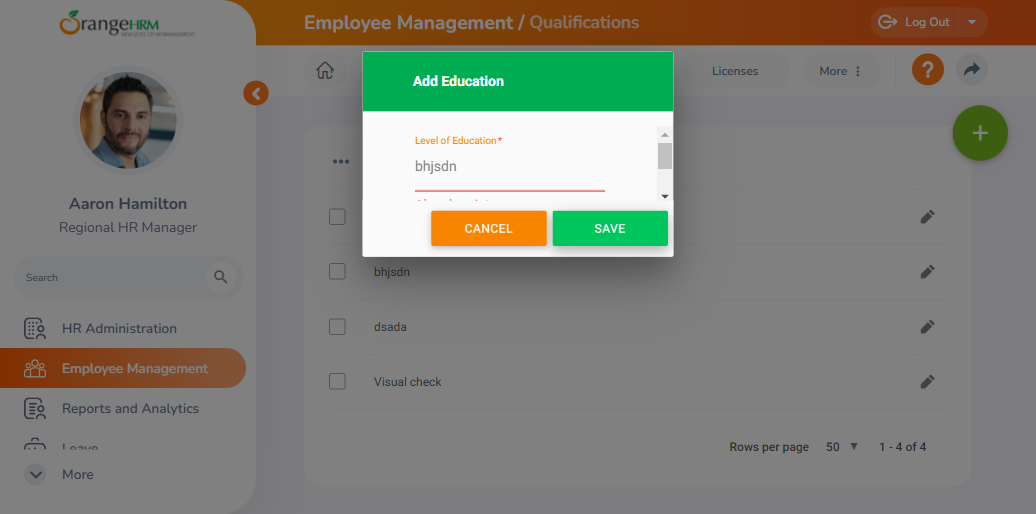 OrangeHRM
NEW LEVEL OF HR MANAGEMENT
Employee Management / Qualifications
Log Out
Licenses
More
?
Add Education
Level of Education*
bhjsdn
CANCEL
SAVE
Aaron Hamilton
Regional HR Manager
Search
HR Administration
Employee Management
Reports and Analytics
Leave
More
bhjsdn
dsada
Visual check
Rows per page 50 1 - 4 of 4